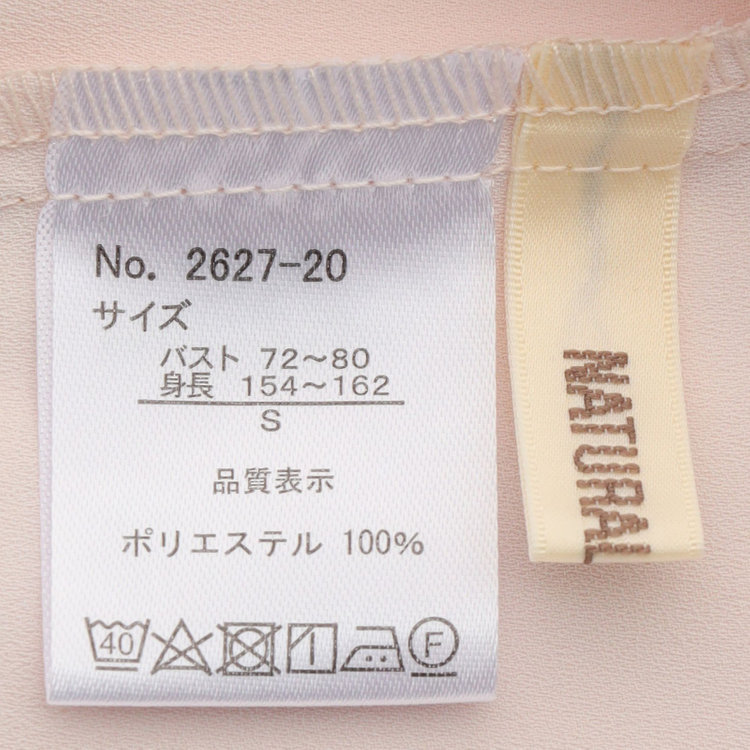 No. 2627-20
サイズ
バスト 72～80
身長 154～162
S
品質表示
ポリエステル 100%
40
F
NATURAL